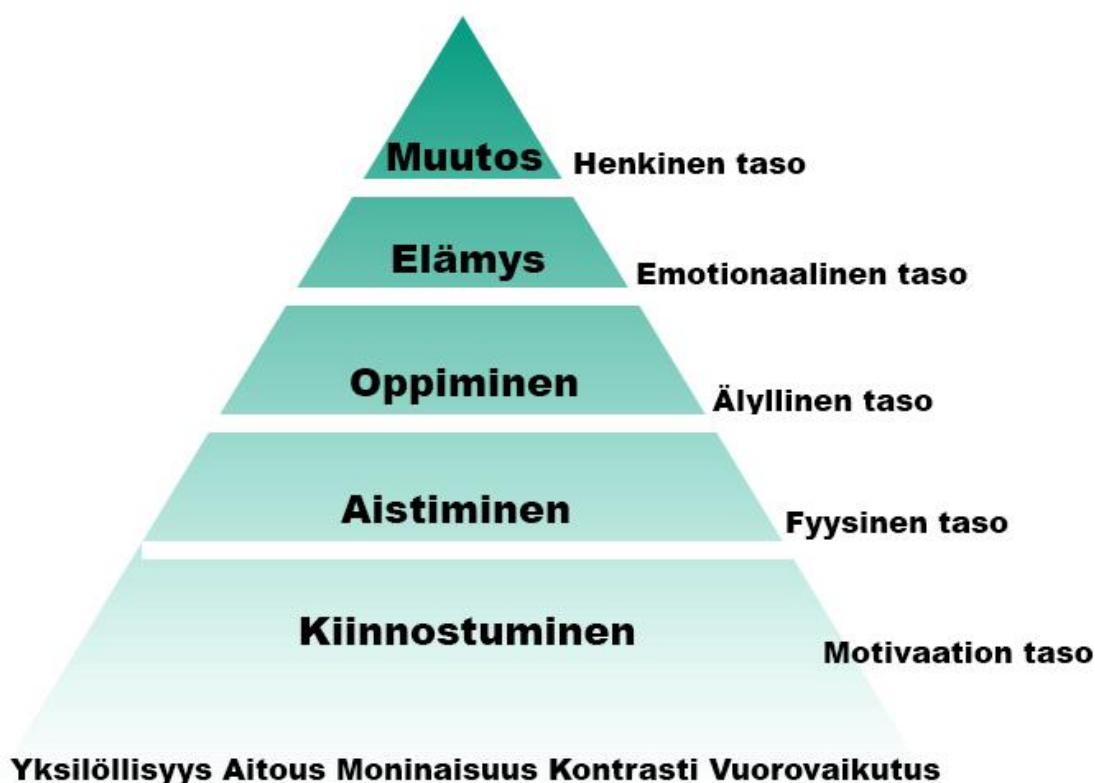 Muutos
Henkinen taso
Elämys
Emotionaalinen taso
Oppiminen
Älyllinen taso
Aistiminen
Fyysinen taso
Kiinnostuminen
Motivaation taso
Yksilöllisyys Aitous Moninaisuus Kontrasti Vuorovaikutus